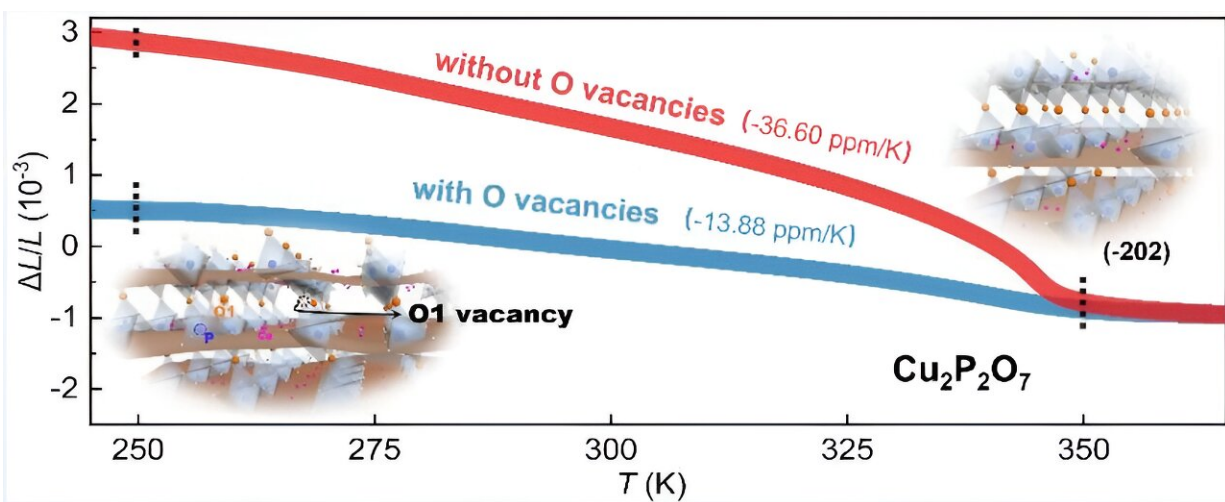 3
2
1
0
-1
-2
ΔL/L (10⁻³)
without O vacancies (-36.60 ppm/K)
with O vacancies (-13.88 ppm/K)
(-202)
O1
O1 vacancy
P
Cu₂P₂O₇
250 275 300 325 350
T (K)